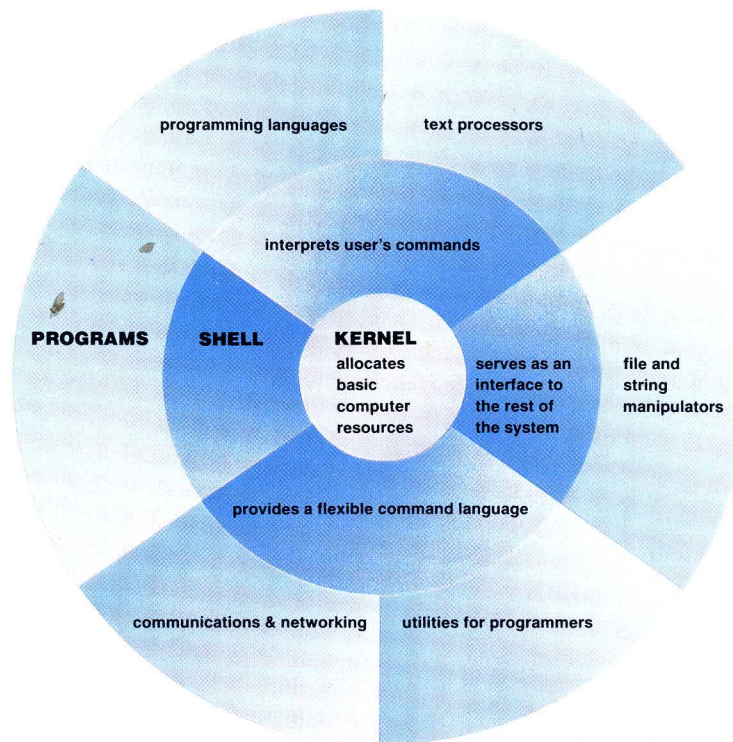 programming languages
text processors
interprets user's commands
PROGRAMS
SHELL
KERNEL
allocates
basic
computer
resources
serves as an
interface to
the rest of
the system
file and
string
manipulators
provides a flexible command language
communications & networking
utilities for programmers